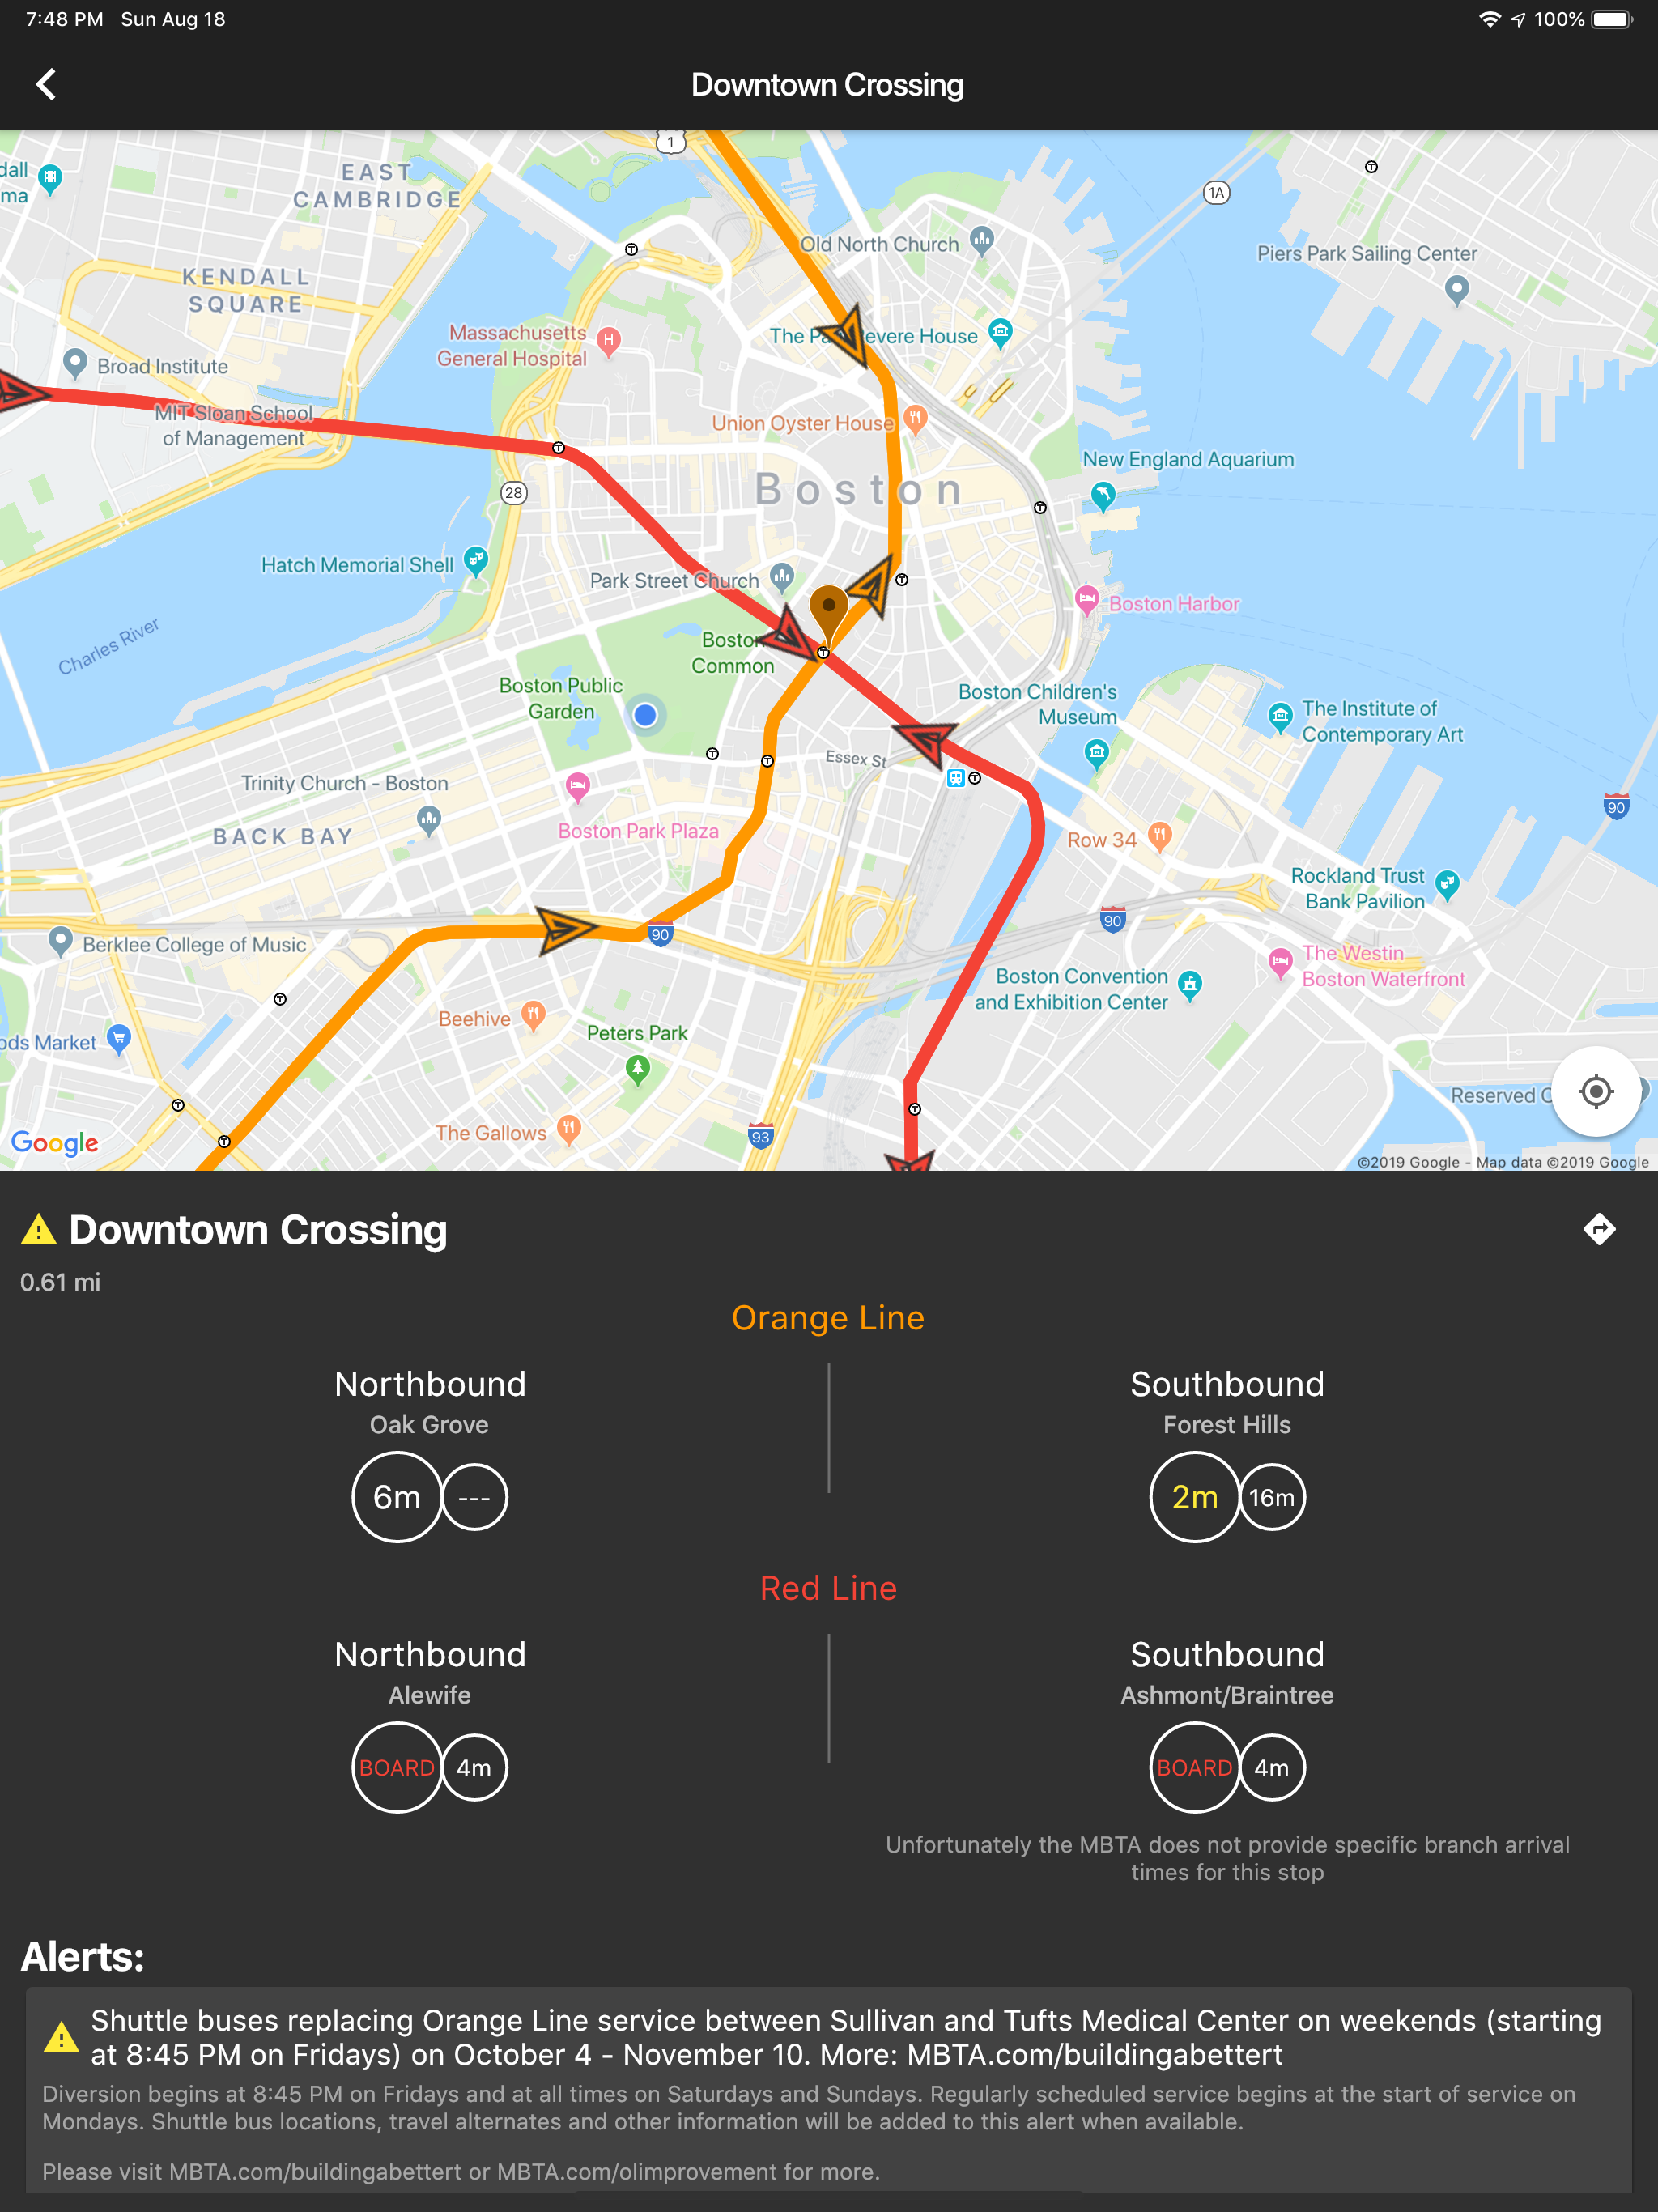 7:48 PM Sun Aug 18
100%
Downtown Crossing
1
dall
ma
EAST
CAMBRIDGE
1A
Old North Church
Piers Park Sailing Center
KENDALL
SQUARE
Massachusetts
General Hospital
H
The Pa
evere House
Broad Institute
MIT Sloan School
of Management
Union Oyster House
New England Aquarium
Boston
28
Hatch Memorial Shell
Park Street Church
Boston Harbor
Charles River
Boston
Common
Boston Public
Garden
Boston Children's
Museum
The Institute of
Contemporary Art
Essex St
Trinity Church - Boston
90
BACK BAY
Boston Park Plaza
Row 34
Rockland Trust
Bank Pavilion
90
90
Berklee College of Music
The Westin
Boston Waterfront
Boston Convention
and Exhibition Center
Beehive
Peters Park
ods Market
Reserved C
The Gallows
93
Google
©2019 Google - Map data ©2019 Google
Downtown Crossing
0.61 mi
Orange Line
Northbound
Oak Grove
6m ---
Southbound
Forest Hills
2m 16m
Red Line
Northbound
Alewife
BOARD 4m
Southbound
Ashmont/Braintree
BOARD 4m
Unfortunately the MBTA does not provide specific branch arrival
times for this stop
Alerts:
Shuttle buses replacing Orange Line service between Sullivan and Tufts Medical Center on weekends (starting
at 8:45 PM on Fridays) on October 4 - November 10. More: MBTA.com/buildingabettert
Diversion begins at 8:45 PM on Fridays and at all times on Saturdays and Sundays. Regularly scheduled service begins at the start of service on
Mondays. Shuttle bus locations, travel alternates and other information will be added to this alert when available.
Please visit MBTA.com/buildingabettert or MBTA.com/olimprovement for more.